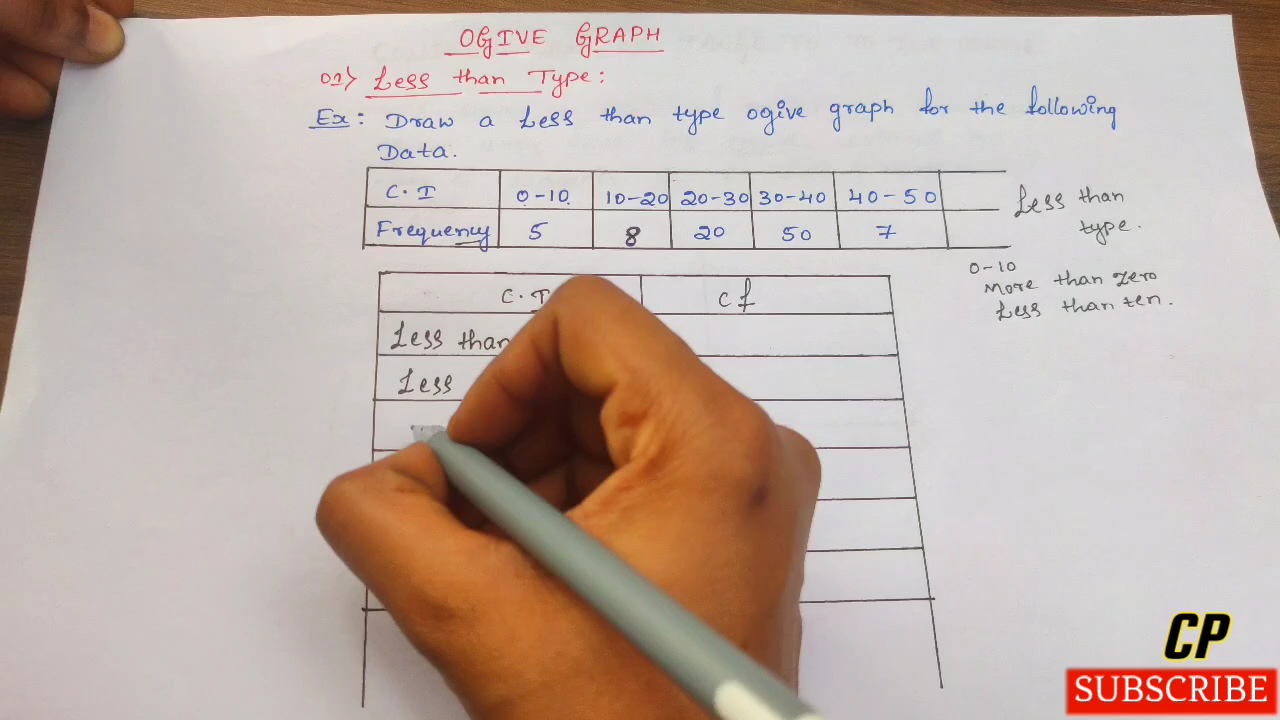 OGIVE GRAPH
01) Less than Type:
Ex: Draw a Less than type ogive graph for the following
Data.
C.I 0-10 10-20 20-30 30-40 40-50
Frequency 5 8 20 50 7
Less than
type.
0-10
More than zero
Less than ten.
C.I cf
Less than
Less
CP
SUBSCRIBE